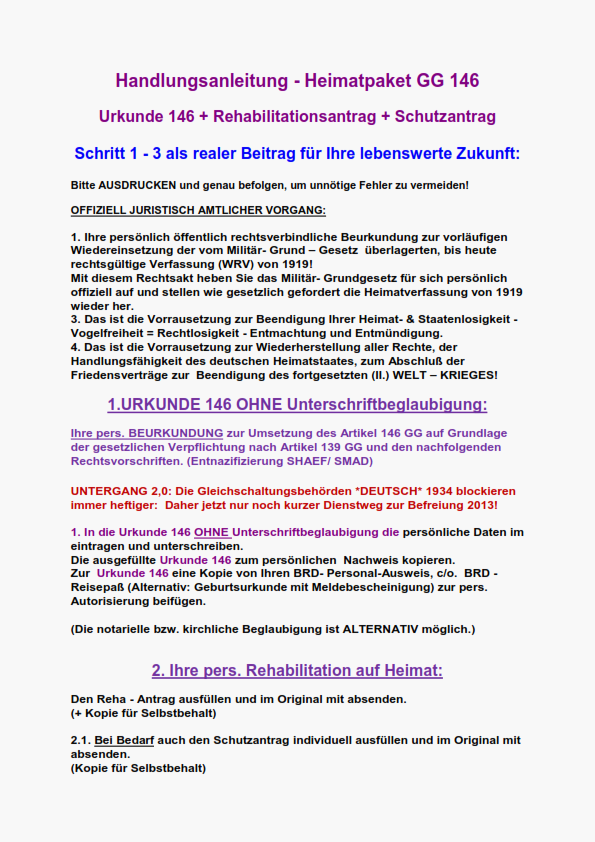 Handlungsanleitung - Heimatpaket GG 146
Urkunde 146 + Rehabilitationsantrag + Schutzantrag
Schritt 1 - 3 als realer Beitrag für Ihre lebenswerte Zukunft:
Bitte AUSDRUCKEN und genau befolgen, um unnötige Fehler zu vermeiden!
OFFIZIELL JURISTISCH AMTLICHER VORGANG:
1. Ihre persönlich öffentlich rechtsverbindliche Beurkundung zur vorläufigen
Wiedereinsetzung der vom Militär- Grund – Gesetz überlagerten, bis heute
rechtsgültige Verfassung (WRV) von 1919!
Mit diesem Rechtsakt heben Sie das Militär- Grundgesetz für sich persönlich
offiziell auf und stellen wie gesetzlich gefordert die Heimatverfassung von 1919
wieder her.
3. Das ist die Vorrausetzung zur Beendigung Ihrer Heimat- & Staatenlosigkeit -
Vogelfreiheit = Rechtlosigkeit - Entmachtung und Entmündigung.
4. Das ist die Vorrausetzung zur Wiederherstellung aller Rechte, der
Handlungsfähigkeit des deutschen Heimatstaates, zum Abschluß der
Friedensverträge zur Beendigung des fortgesetzten (II.) WELT – KRIEGES!
1.URKUNDE 146 OHNE Unterschriftbeglaubigung:
Ihre pers. BEURKUNDUNG zur Umsetzung des Artikel 146 GG auf Grundlage
der gesetzlichen Verpflichtung nach Artikel 139 GG und den nachfolgenden
Rechtsvorschriften. (Entnazifizierung SHAEF/ SMAD)
UNTERGANG 2,0: Die Gleichschaltungsbehörden *DEUTSCH* 1934 blockieren
immer heftiger: Daher jetzt nur noch kurzer Dienstweg zur Befreiung 2013!
1. In die Urkunde 146 OHNE Unterschriftbeglaubigung die persönliche Daten im
eintragen und unterschreiben.
Die ausgefüllte Urkunde 146 zum persönlichen Nachweis kopieren.
Zur Urkunde 146 eine Kopie von Ihren BRD- Personal-Ausweis, c/o. BRD -
Reisepaß (Alternativ: Geburtsurkunde mit Meldebescheinigung) zur pers.
Autorisierung beifügen.
(Die notarielle bzw. kirchliche Beglaubigung ist ALTERNATIV möglich.)
2. Ihre pers. Rehabilitation auf Heimat:
Den Reha - Antrag ausfüllen und im Original mit absenden.
(+ Kopie für Selbstbehalt)
2.1. Bei Bedarf auch den Schutzantrag individuell ausfüllen und im Original mit
absenden.
(Kopie für Selbstbehalt)